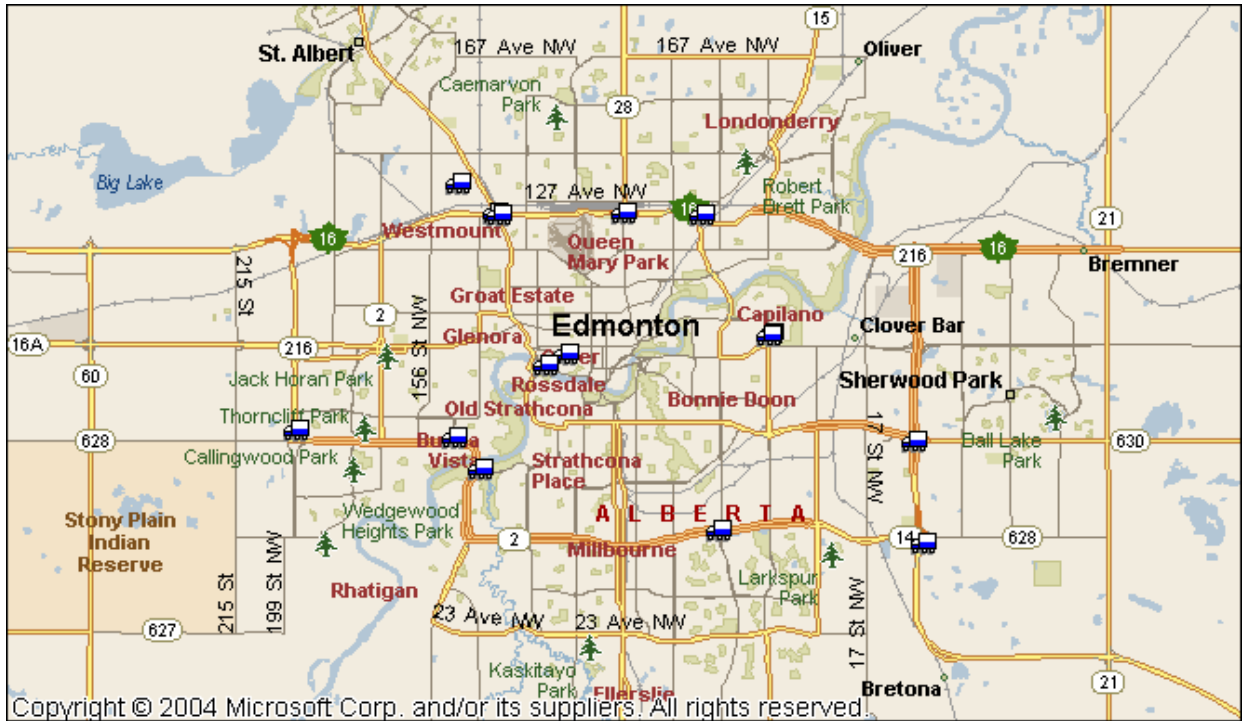 15
St. Albert
167 Ave NW
167 Ave NW
Oliver
Caernarvon
Park
28
Londonderry
Big Lake
127 Ave NW
Robert
Brett Park
16
21
Westmount
16
Queen
Mary Park
216
16
Bremner
215 St
Groat Estate
2
Edmonton
Capilano
Clover Bar
16A
Glenora
216
156 St NW
60
Jack Horan Park
Rossdale
Sherwood Park
Bonnie Doon
Thorncliff Park
Old Strathcona
17 St NW
628
Vista
Ball Lake
Park
630
Callingwood Park
Strathcona
Place
Wedgewood
Heights Park
ALBERTA
Stony Plain
Indian
Reserve
2
Millbourne
14
628
199 St NW
215 St
Rhatigan
Larkspur
Park
23 Ave NW
23 Ave NW
17 St NW
627
Kaskitayo
Park
Ellerslie
Bretona
21
Copyright © 2004 Microsoft Corp. and/or its suppliers. All rights reserved.